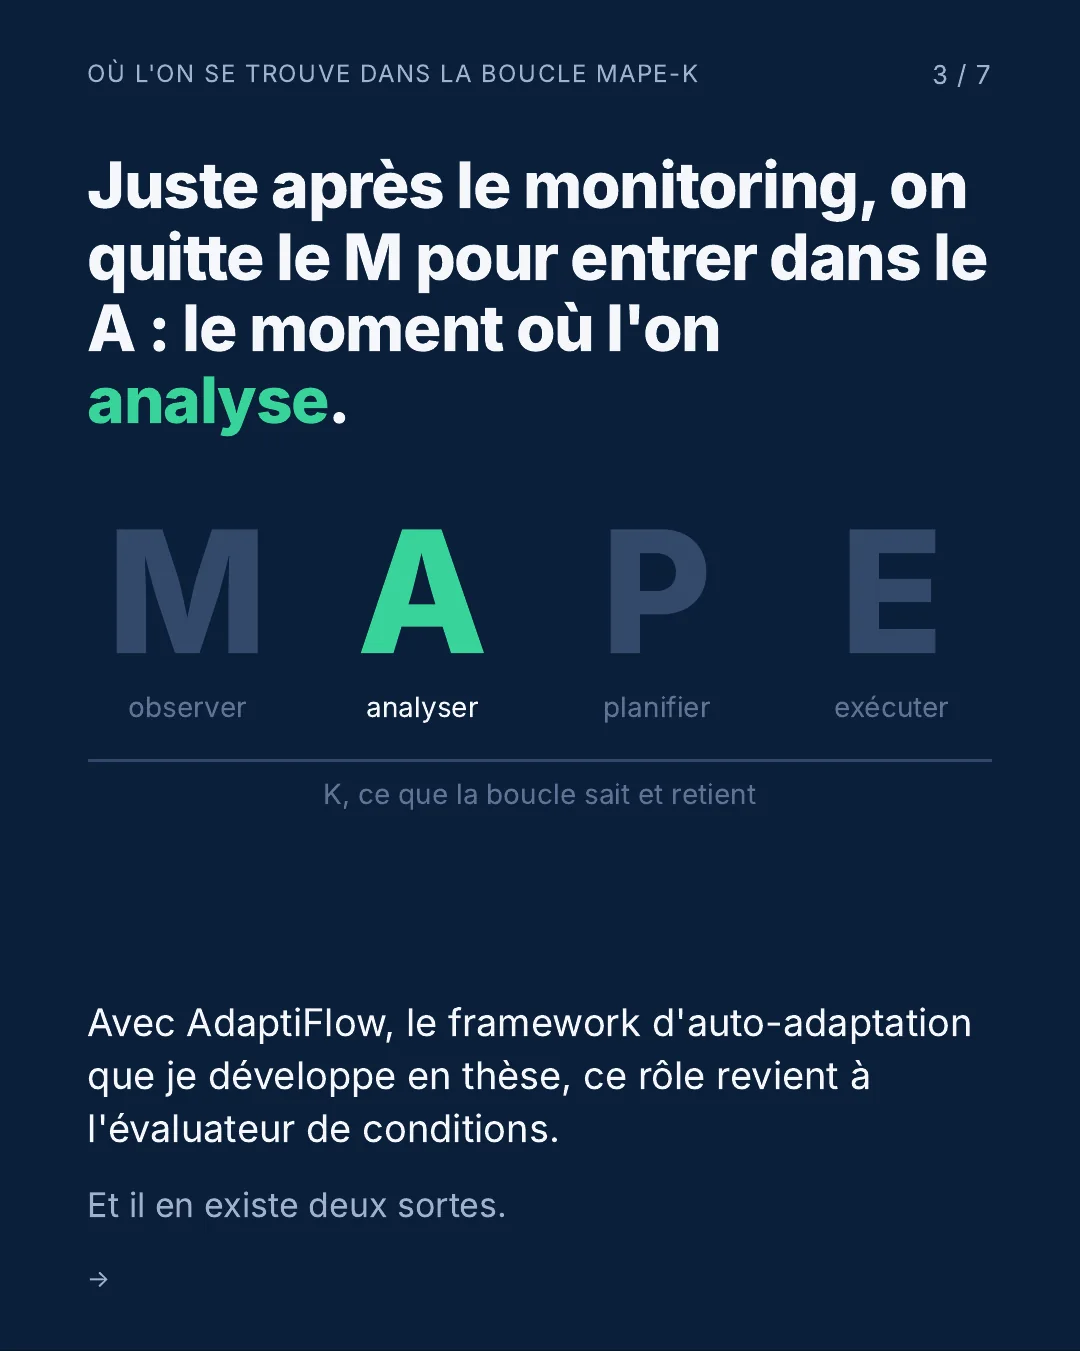 OÙ L'ON SE TROUVE DANS LA BOUCLE MAPE-K
3 / 7
Juste après le monitoring, on
quitte le M pour entrer dans le
A : le moment où l'on
analyse.
M A P E
observer analyser planifier exécuter
K, ce que la boucle sait et retient
Avec AdaptiFlow, le framework d'auto-adaptation
que je développe en thèse, ce rôle revient à
l'évaluateur de conditions.
Et il en existe deux sortes.
→